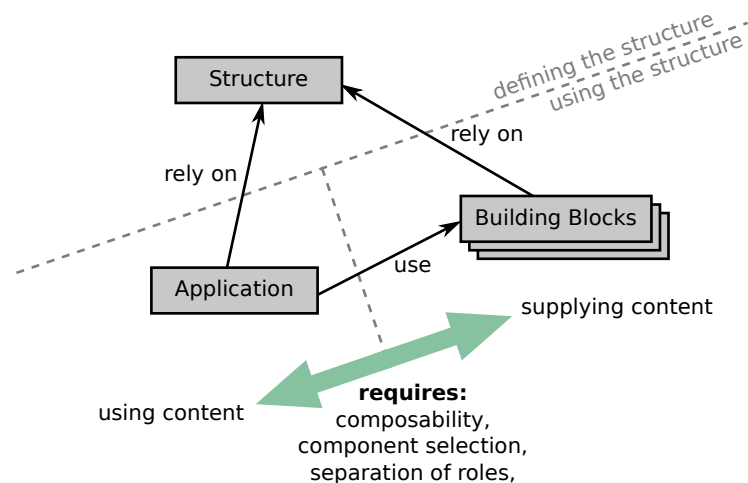 defining the structure
using the structure
Structure
rely on
rely on
Building Blocks
use
Application
supplying content
using content
requires:
composability,
component selection,
separation of roles,